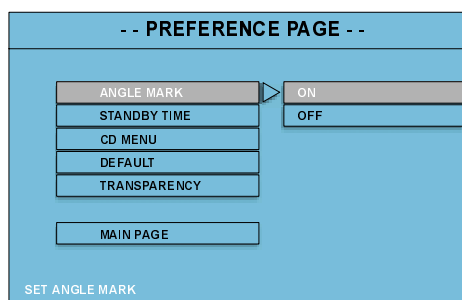 - - PREFERENCE PAGE - -
ANGLE MARK ON
STANDBY TIME OFF
CD MENU
DEFAULT
TRANSPARENCY
MAIN PAGE
SET ANGLE MARK